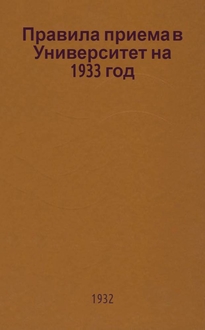 Правила приема в
Университет на
1933 год
1932